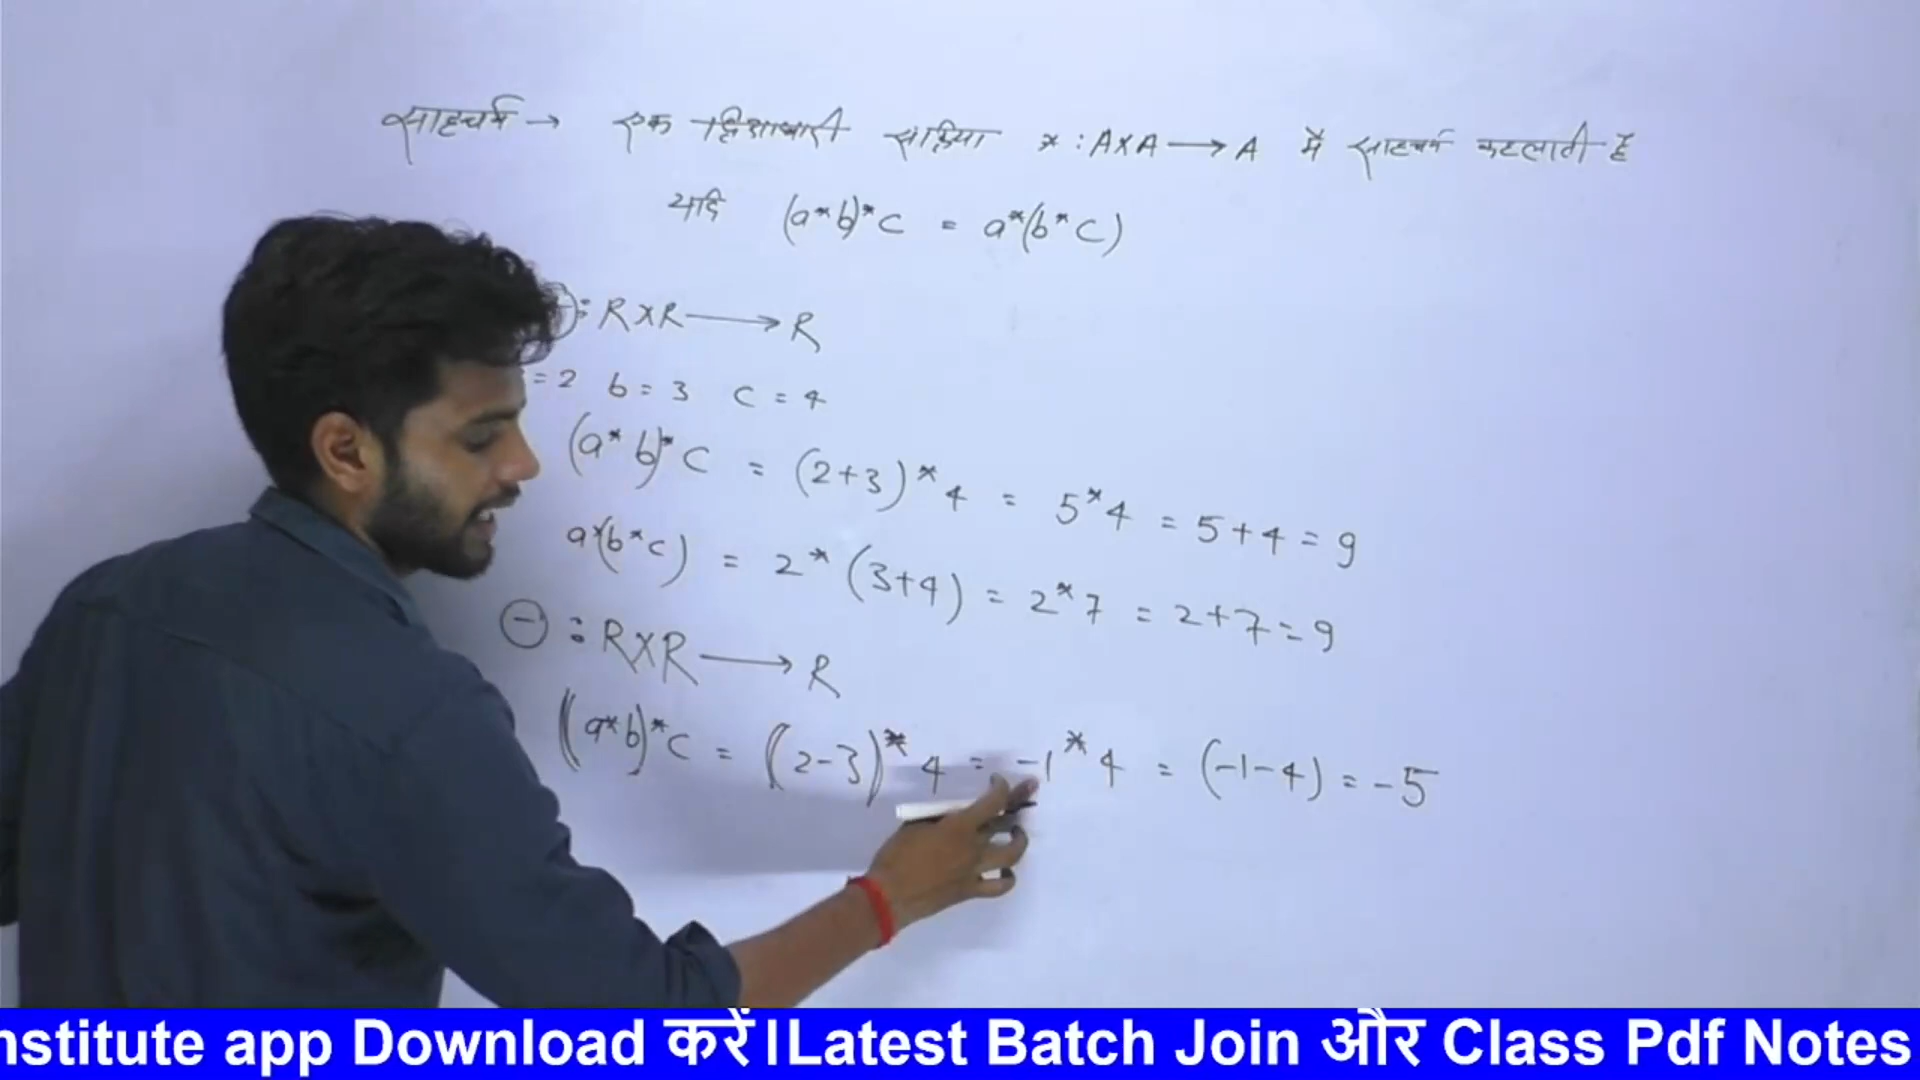 साहचर्य → एक द्विआधारी संक्रिया * : A×A ⟶ A में साहचर्य कहलाती है
यदि (a*b)*c = a*(b*c)
: R×R ⟶ R
= 2 b = 3 c = 4
(a*b)*c = (2+3)*4 = 5*4 = 5+4 = 9
a*(b*c) = 2*(3+4) = 2*7 = 2+7 = 9
⊖ : R×R ⟶ R
((a*b)*c = (2-3)*4 = -1*4 = (-1-4) = -5
nstitute app Download करें।Latest Batch Join और Class Pdf Notes